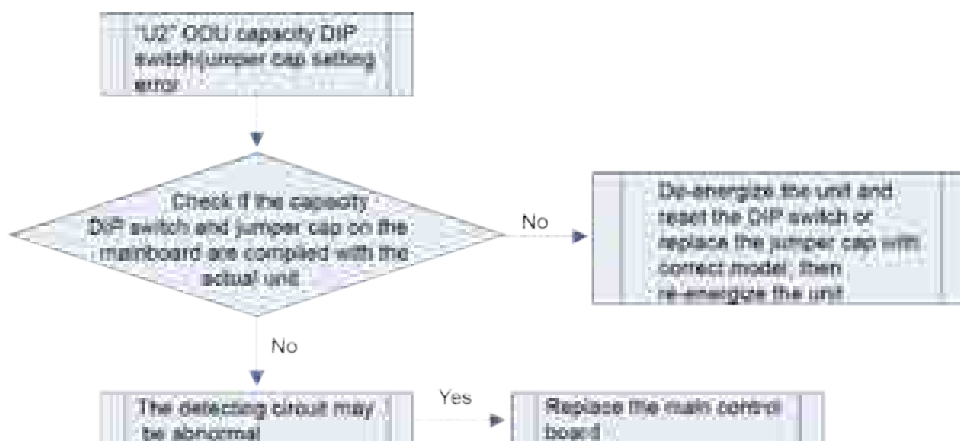 "U2" ODU capacity DIP
switch/jumper cap setting
error
Check if the capacity
DIP switch and jumper cap on the
mainboard are complied with the
actual unit
No
De-energize the unit and
reset the DIP switch or
replace the jumper cap with
correct model, then
re-energize the unit
No
The detecting circuit may
be abnormal
Yes
Replace the main control
board